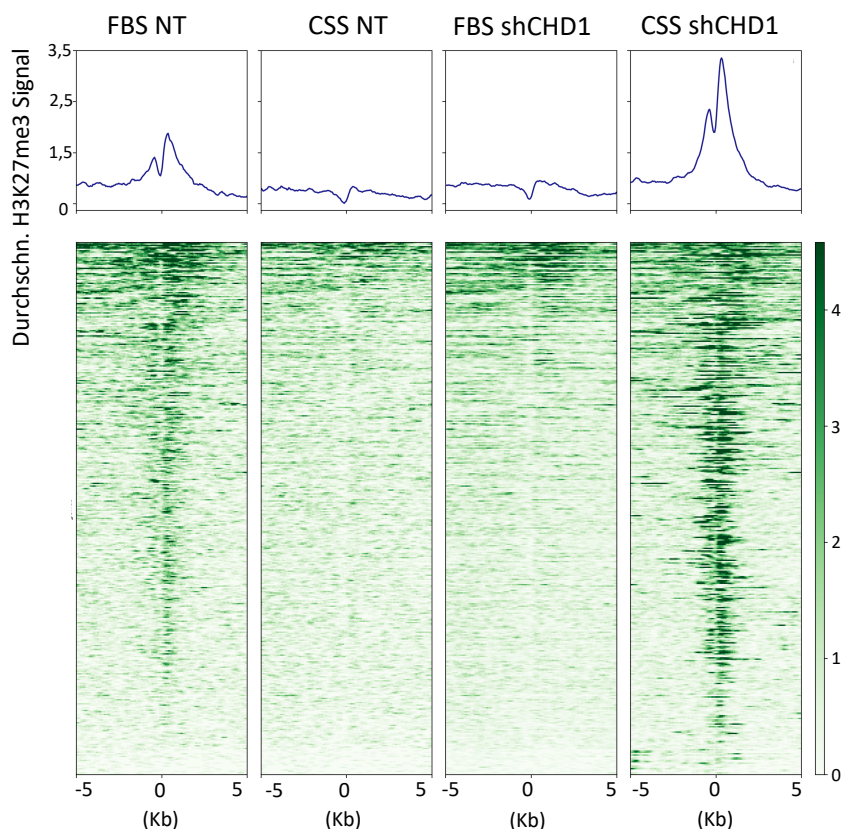 FBS NT
CSS NT
FBS shCHD1
CSS shCHD1
Durchschn. H3K27me3 Signal
3,5
2,5
1,5
0
4
3
2
1
0
-5 0 5
-5 0 5
-5 0 5
-5 0 5
(Kb)
(Kb)
(Kb)
(Kb)